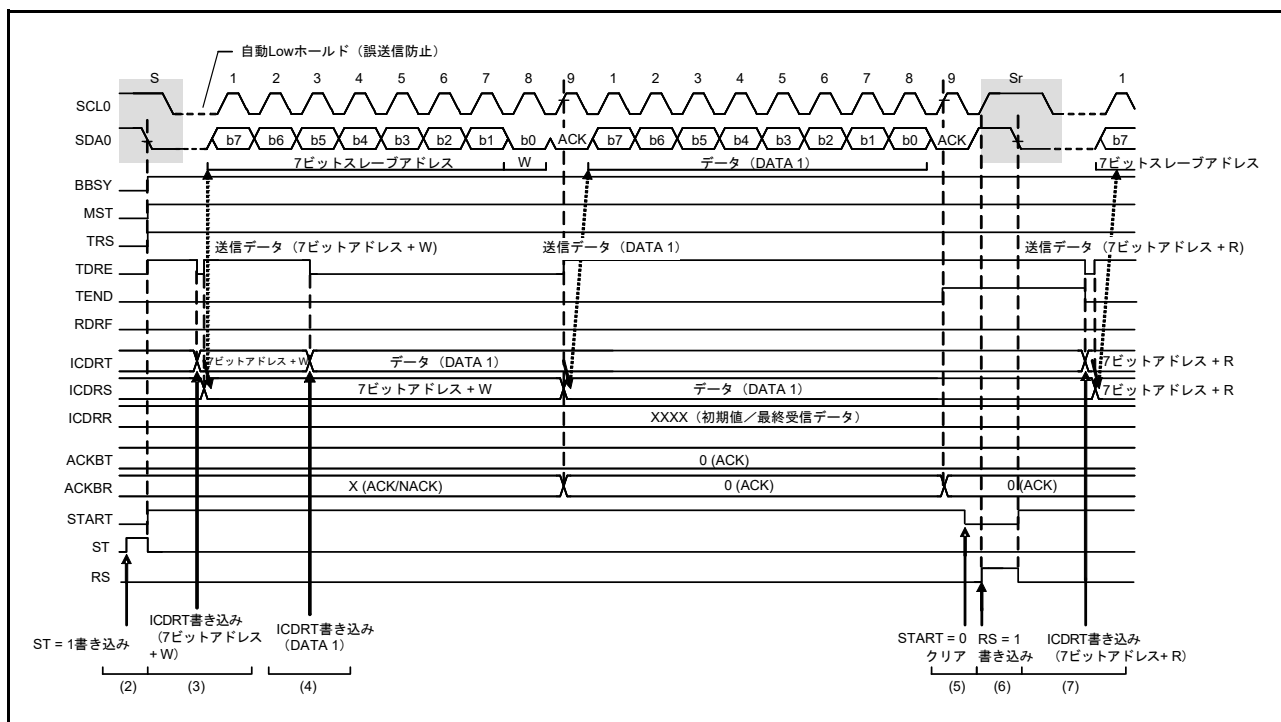 自動Lowホールド（誤送信防止）
S 1 2 3 4 5 6 7 8 9 1 2 3 4 5 6 7 8 9 Sr 1
SCL0
SDA0 b7 b6 b5 b4 b3 b2 b1 b0 ACK b7 b6 b5 b4 b3 b2 b1 b0 ACK b7
7ビットスレーブアドレス W データ（DATA 1） 7ビットスレーブアドレス
BBSY
MST
TRS
送信データ（7ビットアドレス + W) 送信データ（DATA 1） 送信データ（7ビットアドレス + R)
TDRE
TEND
RDRF
ICDRT 7ビットアドレス + W データ（DATA 1） 7ビットアドレス + R
ICDRS 7ビットアドレス + W データ（DATA 1） 7ビットアドレス + R
ICDRR XXXX（初期値／最終受信データ）
ACKBT 0 (ACK)
ACKBR X (ACK/NACK) 0 (ACK) 0 (ACK)
START
ST
RS
ST = 1書き込み
ICDRT書き込み
（7ビットアドレス
+ W）
ICDRT書き込み
（DATA 1）
START = 0
クリア
RS = 1
書き込み
ICDRT書き込み
（7ビットアドレス+ R）
(2) (3) (4) (5) (6) (7)